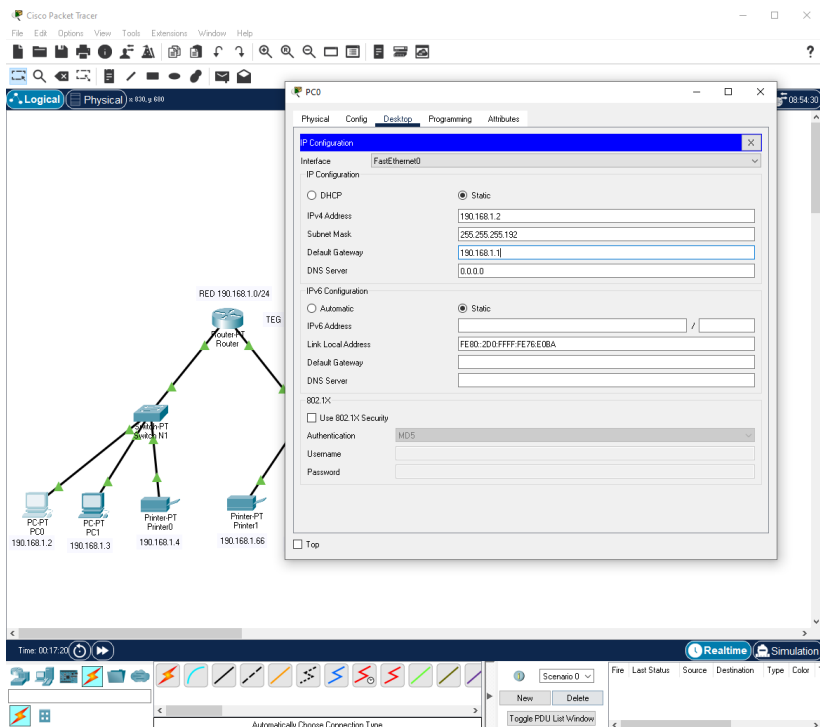 Cisco Packet Tracer
File Edit Options View Tools Extensions Window Help
?
Logical Physical x: 830, y: 680 08:54:30
PC0
Physical Config Desktop Programming Attributes
IP Configuration X
Interface FastEthernet0
IP Configuration
DHCP Static
IPv4 Address 190.168.1.2
Subnet Mask 255.255.255.192
Default Gateway 190.168.1.1
DNS Server 0.0.0.0
IPv6 Configuration
Automatic Static
IPv6 Address /
Link Local Address FE80::2D0:FFFF:FE76:E0BA
Default Gateway
DNS Server
802.1X
Use 802.1X Security
Authentication MD5
Username
Password
Top
RED 190.168.1.0/24
TEG
Router-PT
Router
Switch-PT
Switch N1
PC-PT
PC0
190.168.1.2
PC-PT
PC1
190.168.1.3
Printer-PT
Printer0
190.168.1.4
Printer-PT
Printer1
190.168.1.66
Time: 00:17:20 Realtime Simulation
Scenario 0
New Delete
Toggle PDU List Window
Fire Last Status Source Destination Type Color
Automatically Choose Connection Type